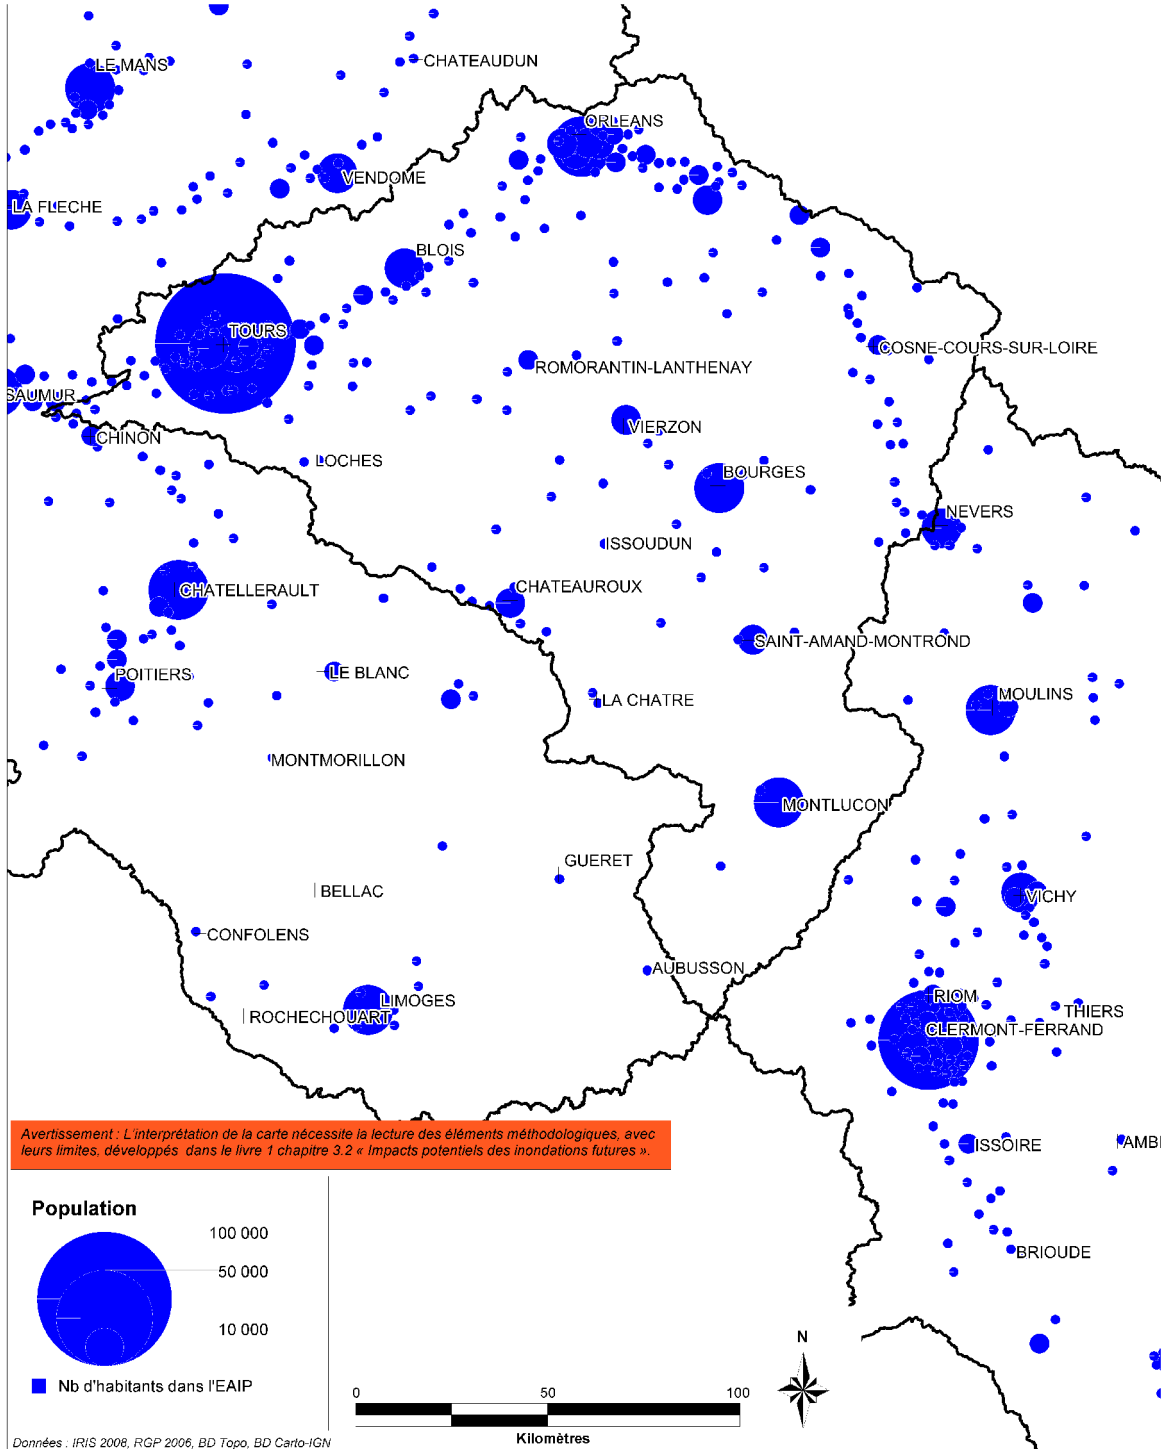 LE MANS
CHATEAUDUN
ORLEANS
VENDOME
LA FLECHE
BLOIS
TOURS
COSNE-COURS-SUR-LOIRE
ROMORANTIN-LANTHENAY
SAUMUR
VIERZON
CHINON
LOCHES
BOURGES
NEVERS
ISSOUDUN
CHATELLERAULT
CHATEAUROUX
SAINT-AMAND-MONTROND
POITIERS
LE BLANC
LA CHATRE
MOULINS
MONTMORILLON
MONTLUCON
GUERET
BELLAC
VICHY
CONFOLENS
AUBUSSON
LIMOGES
RIOM
ROCHECHOUART
THIERS
CLERMONT-FERRAND
Avertissement : L'interprétation de la carte nécessite la lecture des éléments méthodologiques, avec
leurs limites, développés dans le livre 1 chapitre 3.2 « Impacts potentiels des inondations futures ».
ISSOIRE
AMB
BRIOUDE
Population
100 000
50 000
10 000
Nb d'habitants dans l'EAIP
N
0 50 100
Kilomètres
Données : IRIS 2008, RGP 2006, BD Topo, BD Carto-IGN